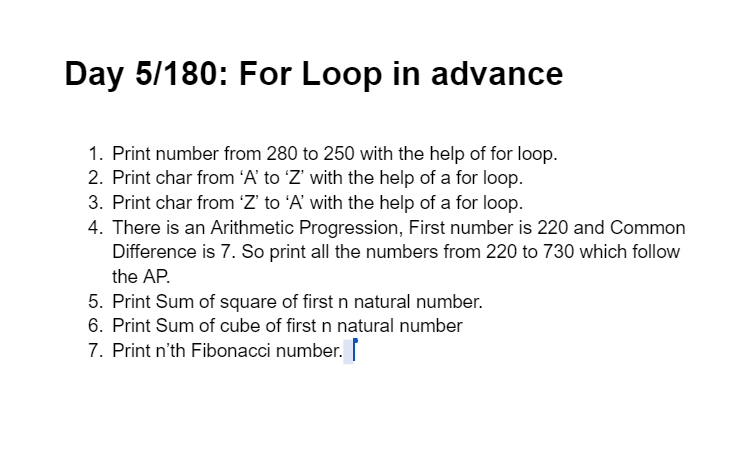 Day 5/180: For Loop in advance
1. Print number from 280 to 250 with the help of for loop.
2. Print char from ‘A’ to ‘Z’ with the help of a for loop.
3. Print char from ‘Z’ to ‘A’ with the help of a for loop.
4. There is an Arithmetic Progression, First number is 220 and Common
Difference is 7. So print all the numbers from 220 to 730 which follow
the AP.
5. Print Sum of square of first n natural number.
6. Print Sum of cube of first n natural number
7. Print n’th Fibonacci number.